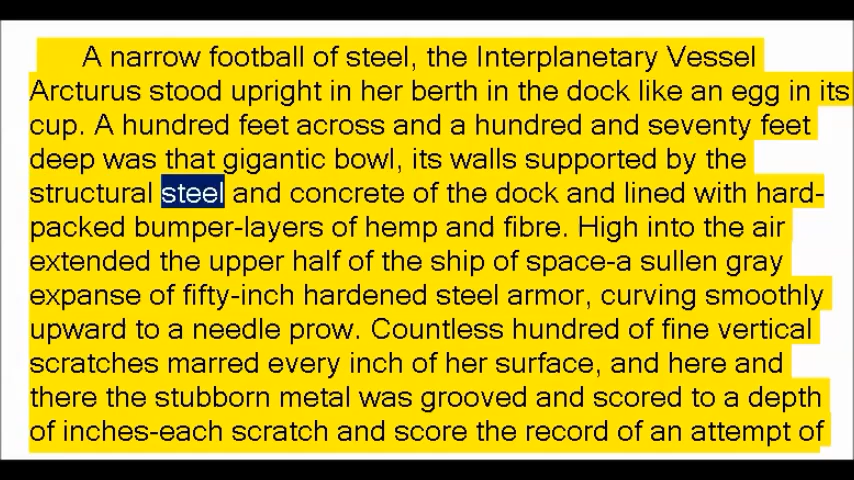 A narrow football of steel, the Interplanetary Vessel
Arcturus stood upright in her berth in the dock like an egg in its
cup. A hundred feet across and a hundred and seventy feet
deep was that gigantic bowl, its walls supported by the
structural steel and concrete of the dock and lined with hard-
packed bumper-layers of hemp and fibre. High into the air
extended the upper half of the ship of space-a sullen gray
expanse of fifty-inch hardened steel armor, curving smoothly
upward to a needle prow. Countless hundred of fine vertical
scratches marred every inch of her surface, and here and
there the stubborn metal was grooved and scored to a depth
of inches-each scratch and score the record of an attempt of